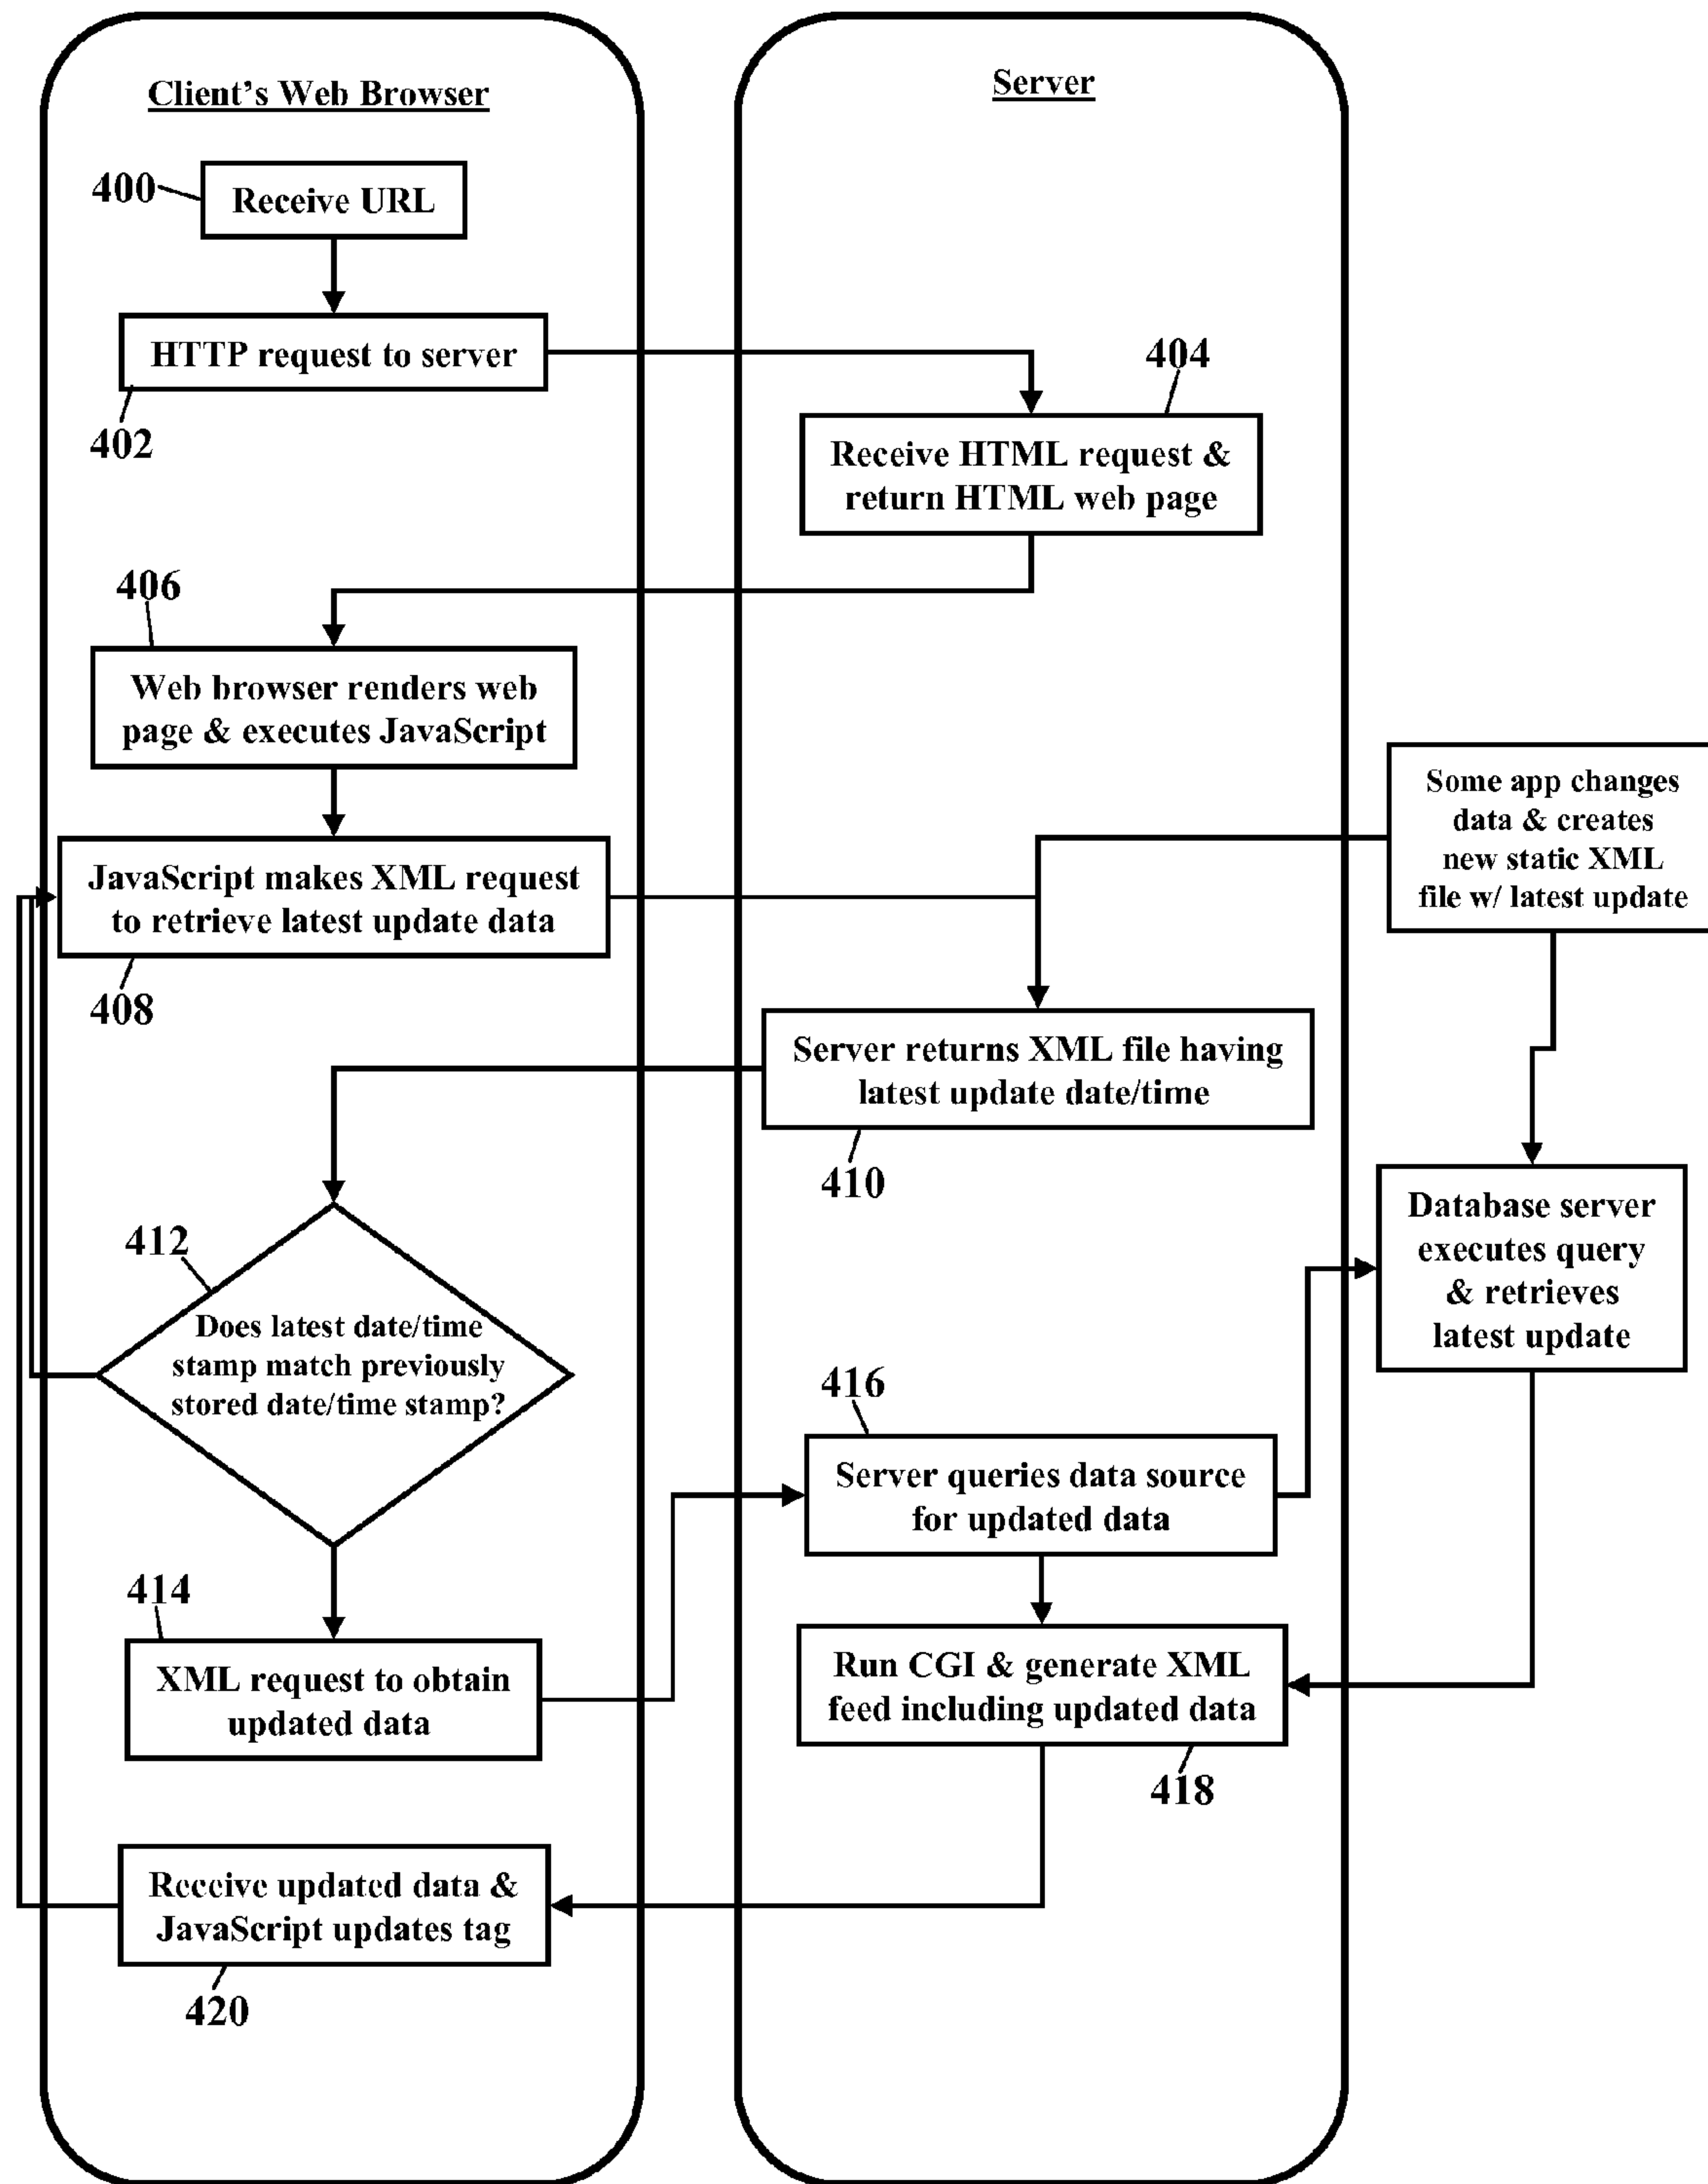 Client's Web Browser
Server
400
Receive URL
HTTP request to server
402
404
Receive HTML request &
return HTML web page
406
Web browser renders web
page & executes JavaScript
Some app changes
data & creates
new static XML
file w/ latest update
JavaScript makes XML request
to retrieve latest update data
408
Server returns XML file having
latest update date/time
410
Database server
executes query
& retrieves
latest update
412
Does latest date/time
stamp match previously
stored date/time stamp?
416
Server queries data source
for updated data
414
XML request to obtain
updated data
Run CGI & generate XML
feed including updated data
418
Receive updated data &
JavaScript updates tag
420